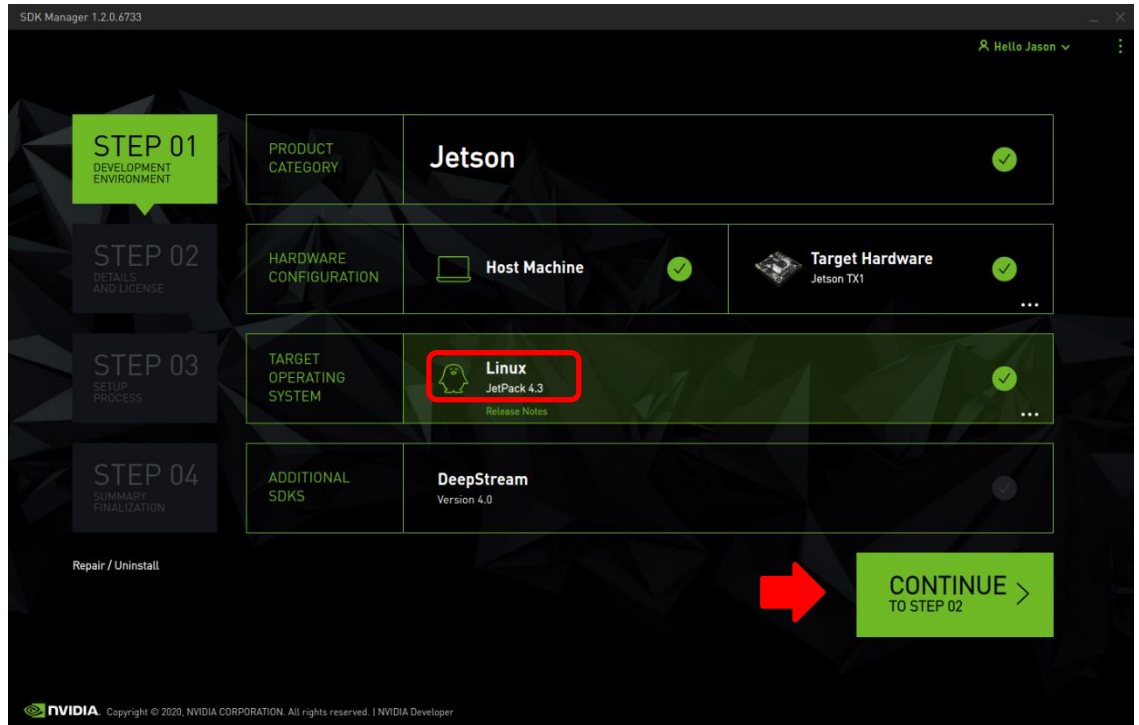 SDK Manager 1.2.0.6733
Hello Jason
STEP 01
DEVELOPMENT
ENVIRONMENT
PRODUCT
CATEGORY
Jetson
STEP 02
DETAILS
AND LICENSE
HARDWARE
CONFIGURATION
Host Machine
Target Hardware
Jetson TX1
STEP 03
SETUP
PROCESS
TARGET
OPERATING
SYSTEM
Linux
JetPack 4.3
Release Notes
STEP 04
SUMMARY
FINALIZATION
ADDITIONAL
SDKS
DeepStream
Version 4.0
Repair / Uninstall
CONTINUE
TO STEP 02
NVIDIA. Copyright © 2020, NVIDIA CORPORATION. All rights reserved. | NVIDIA Developer